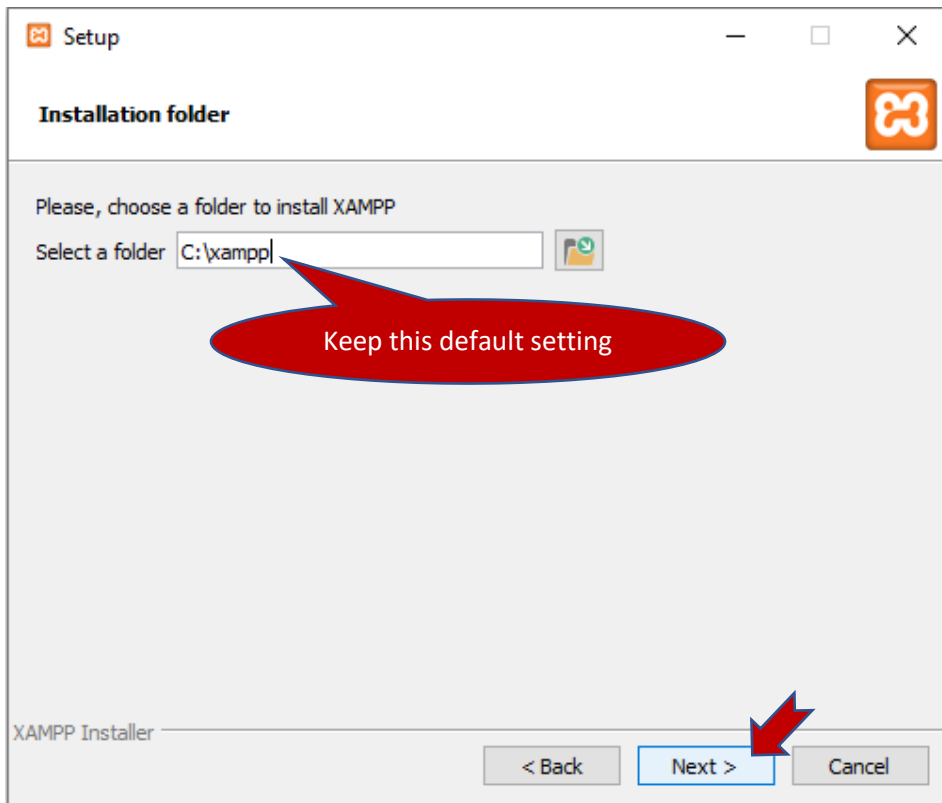 Setup
Installation folder
Please, choose a folder to install XAMPP
Select a folder C:\xampp
Keep this default setting
XAMPP Installer
< Back Next > Cancel